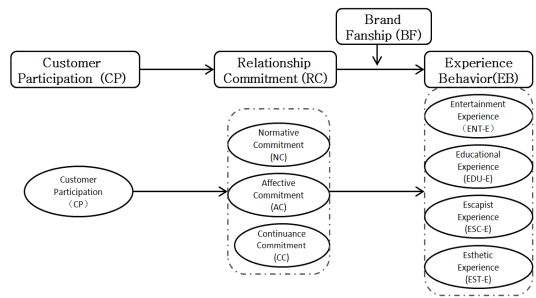 Brand
Fanship (BF)
Customer
Participation (CP)
Relationship
Commitment (RC)
Experience
Behavior(EB)
Entertainment
Experience
（ENT-E）
Normative
Commitment
(NC)
Educational
Experience
(EDU-E)
Customer
Participation
（CP）
Affective
Commitment
(AC)
Escapist
Experience
(ESC-E)
Continuance
Commitment
(CC)
Esthetic
Experience
(EST-E)